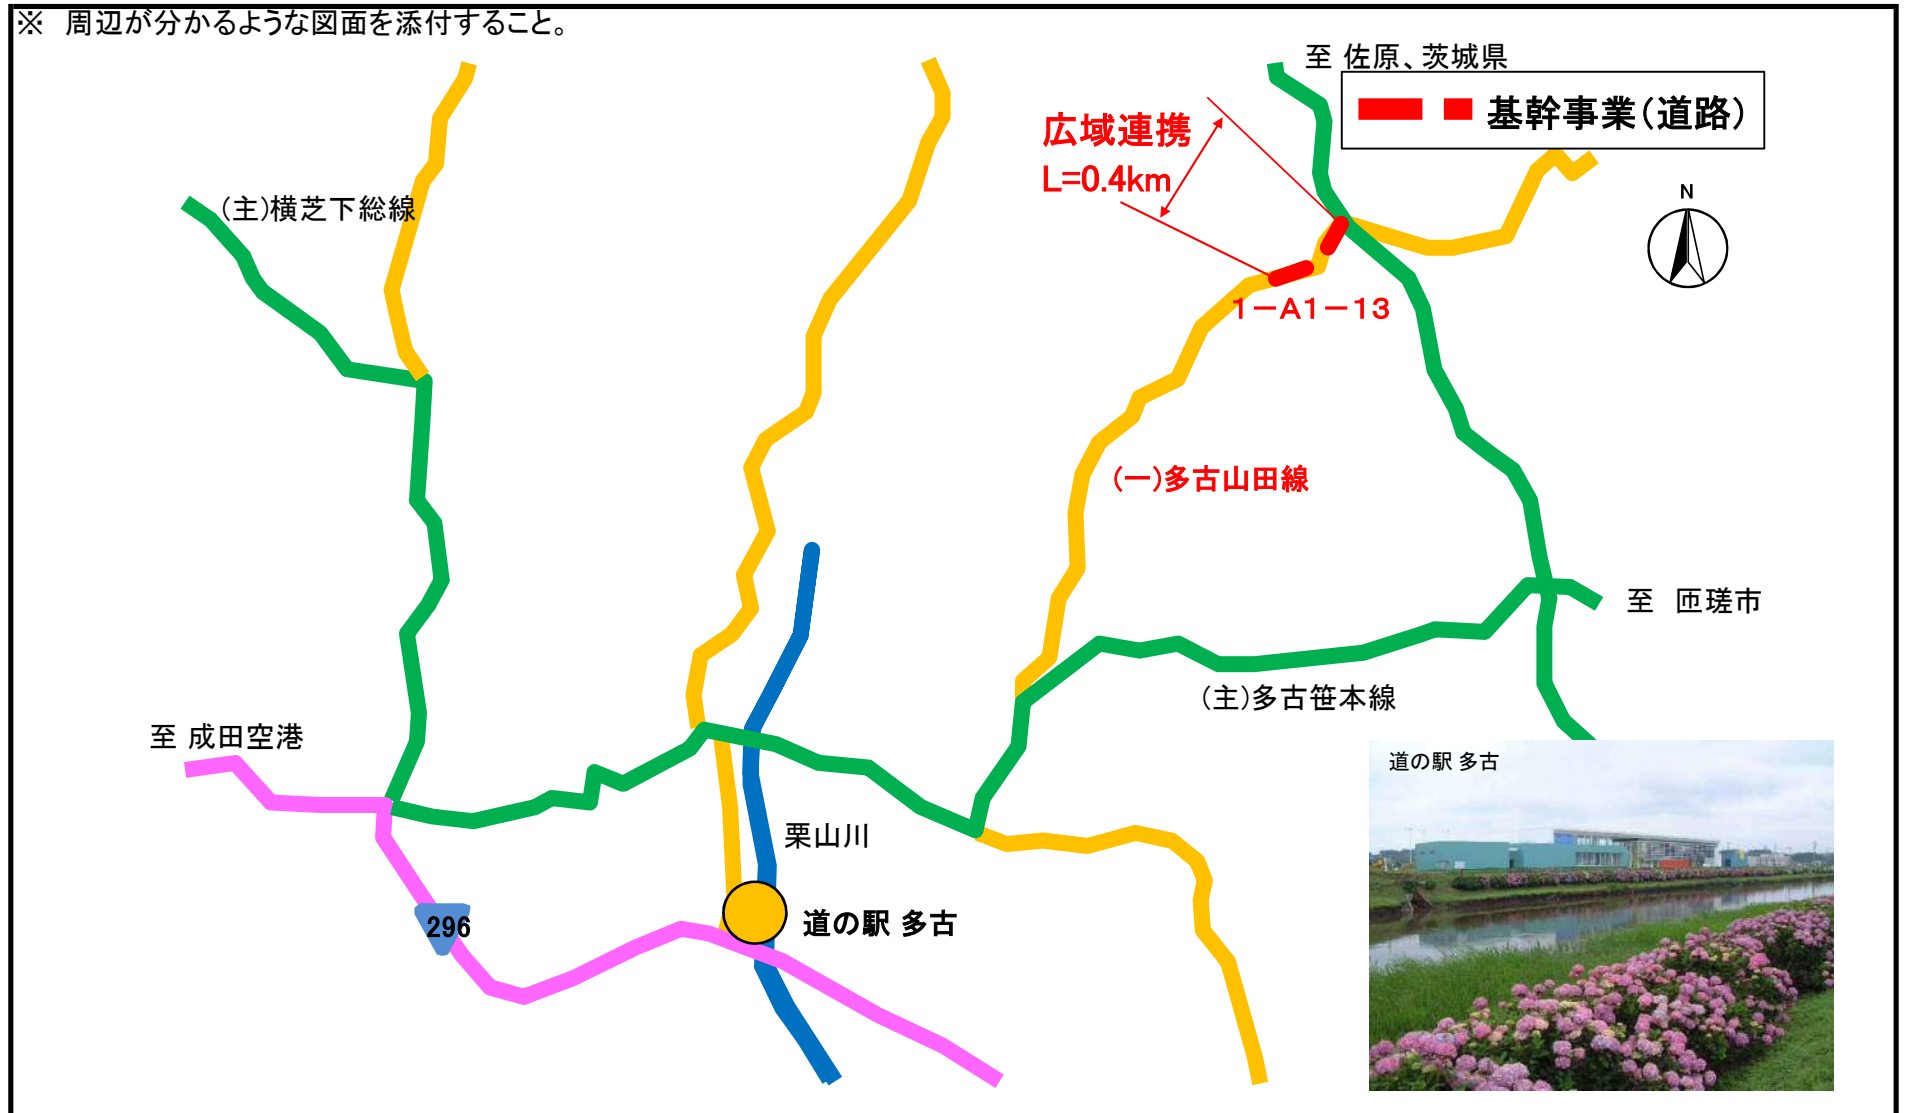 ※　周辺が分かるような図面を添付すること。
至 佐原、茨城県
基幹事業（道路）
広域連携
L=0.4km
N
（主）横芝下総線
１－Ａ１－１３
（一）多古山田線
至　匝瑳市
（主）多古笹本線
至 成田空港
道の駅 多古
栗山川
道の駅 多古
296